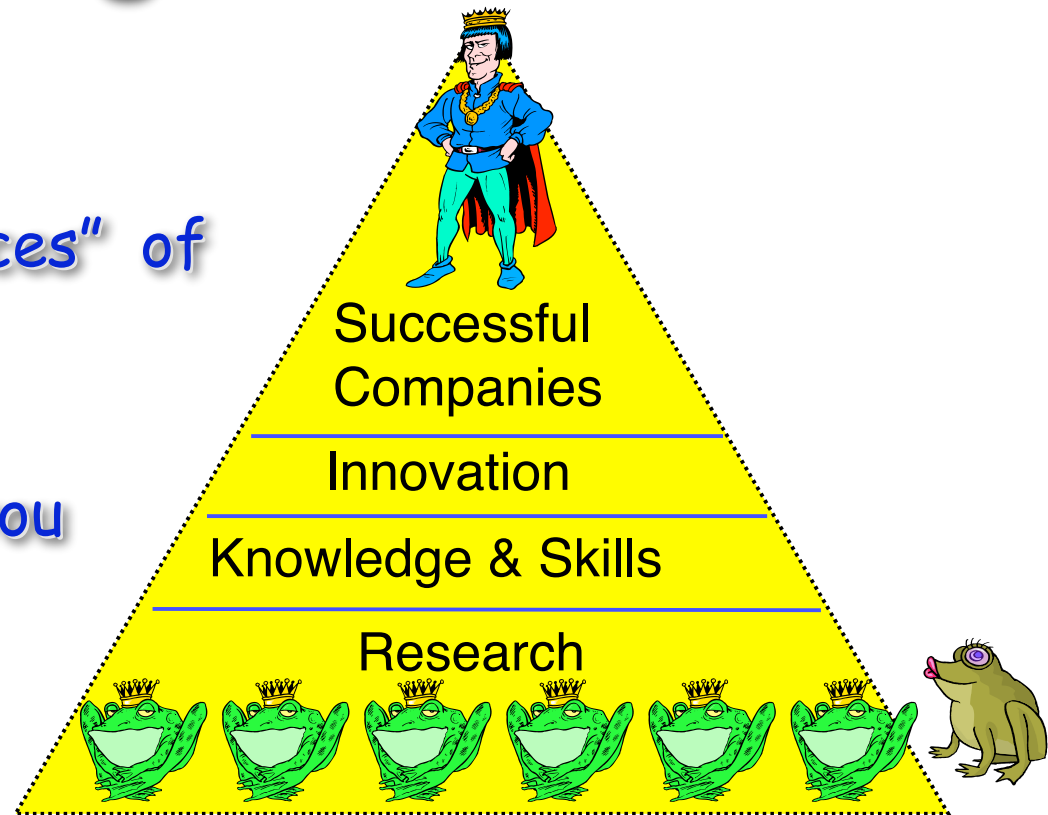 ces” of
Successful
Companies
Innovation
ou
Knowledge & Skills
Research